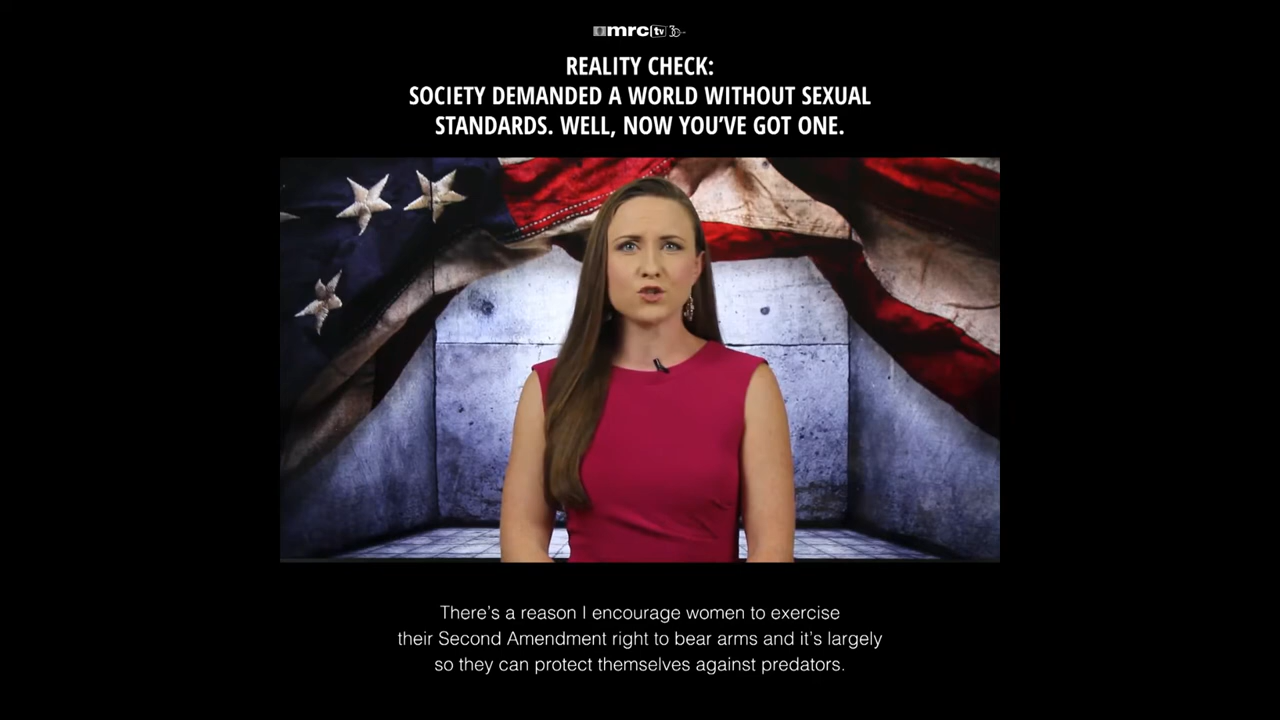 mrc tv 30
REALITY CHECK:
SOCIETY DEMANDED A WORLD WITHOUT SEXUAL
STANDARDS. WELL, NOW YOU'VE GOT ONE.
There's a reason I encourage women to exercise
their Second Amendment right to bear arms and it's largely
so they can protect themselves against predators.